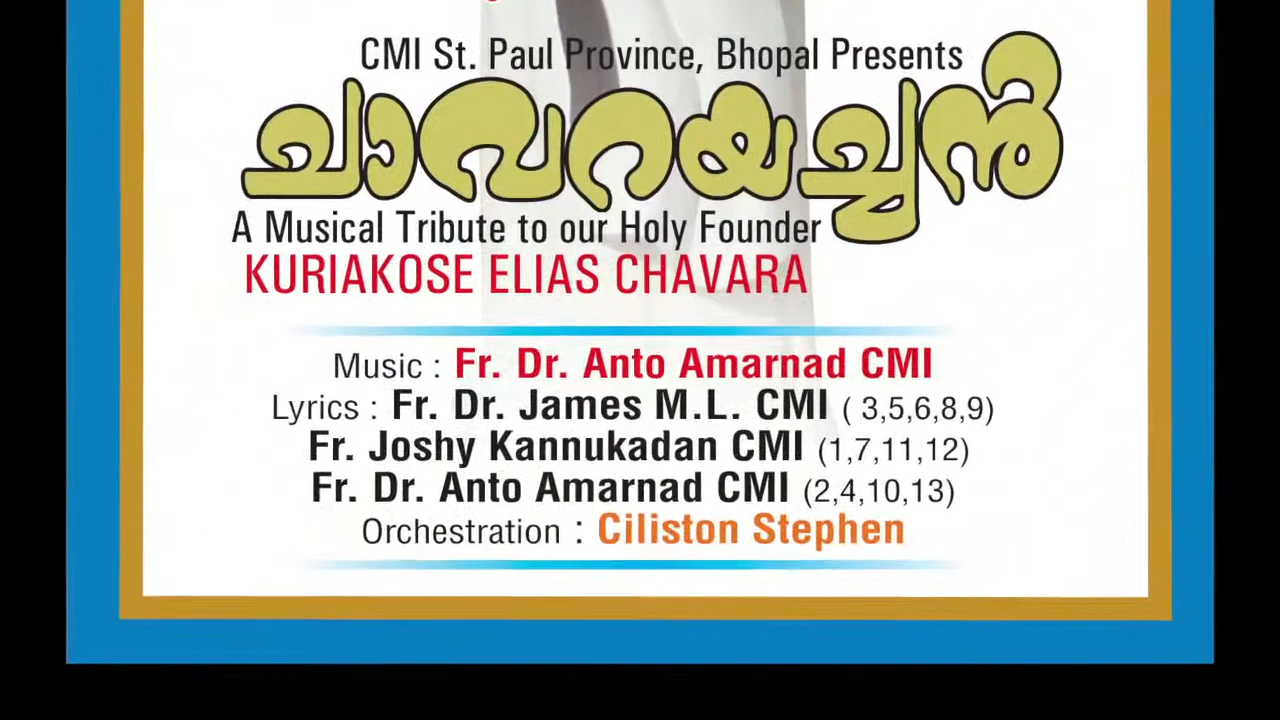 CMI St. Paul Province, Bhopal Presents
ചാവറയച്ചൻ
A Musical Tribute to our Holy Founder
KURIAKOSE ELIAS CHAVARA
Music : Fr. Dr. Anto Amarnad CMI
Lyrics : Fr. Dr. James M.L. CMI ( 3,5,6,8,9)
Fr. Joshy Kannukadan CMI (1,7,11,12)
Fr. Dr. Anto Amarnad CMI (2,4,10,13)
Orchestration : Ciliston Stephen